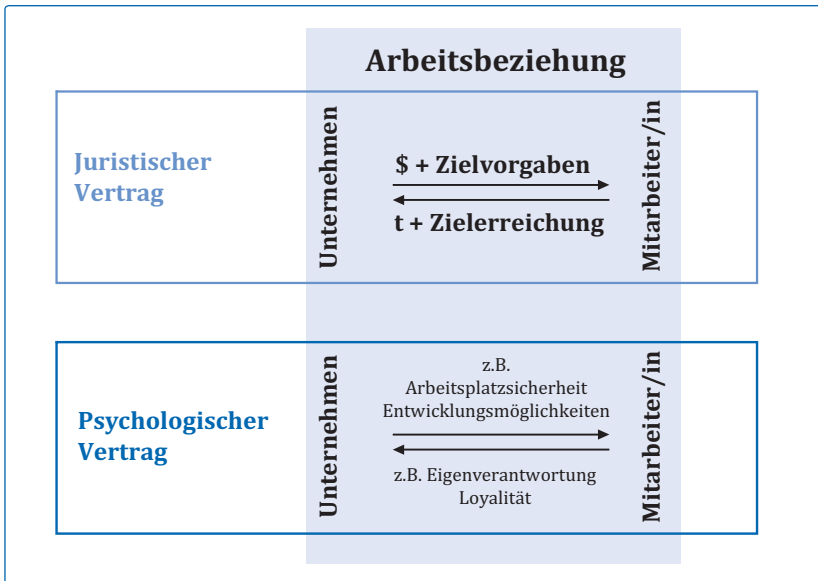 Arbeitsbeziehung
Juristischer
Vertrag
Unternehmen
$ + Zielvorgaben
t + Zielerreichung
Mitarbeiter/in
Psychologischer
Vertrag
Unternehmen
z.B.
Arbeitsplatzsicherheit
Entwicklungsmöglichkeiten
z.B. Eigenverantwortung
Loyalität
Mitarbeiter/in